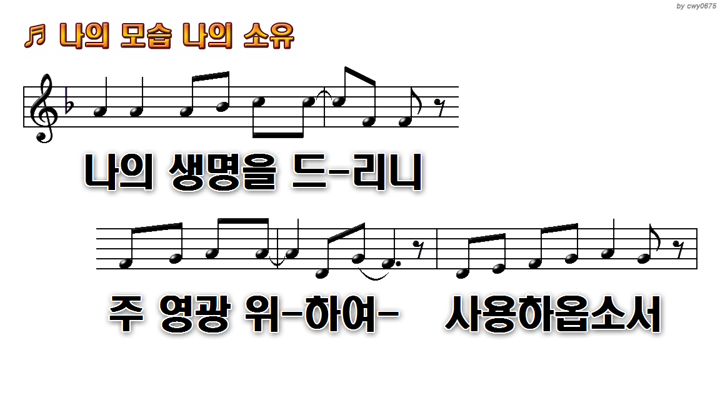 by cwy0675
♬ 나의 모습 나의 소유
나의 생명을 드-리니
주 영광 위-하여- 사용하옵소서